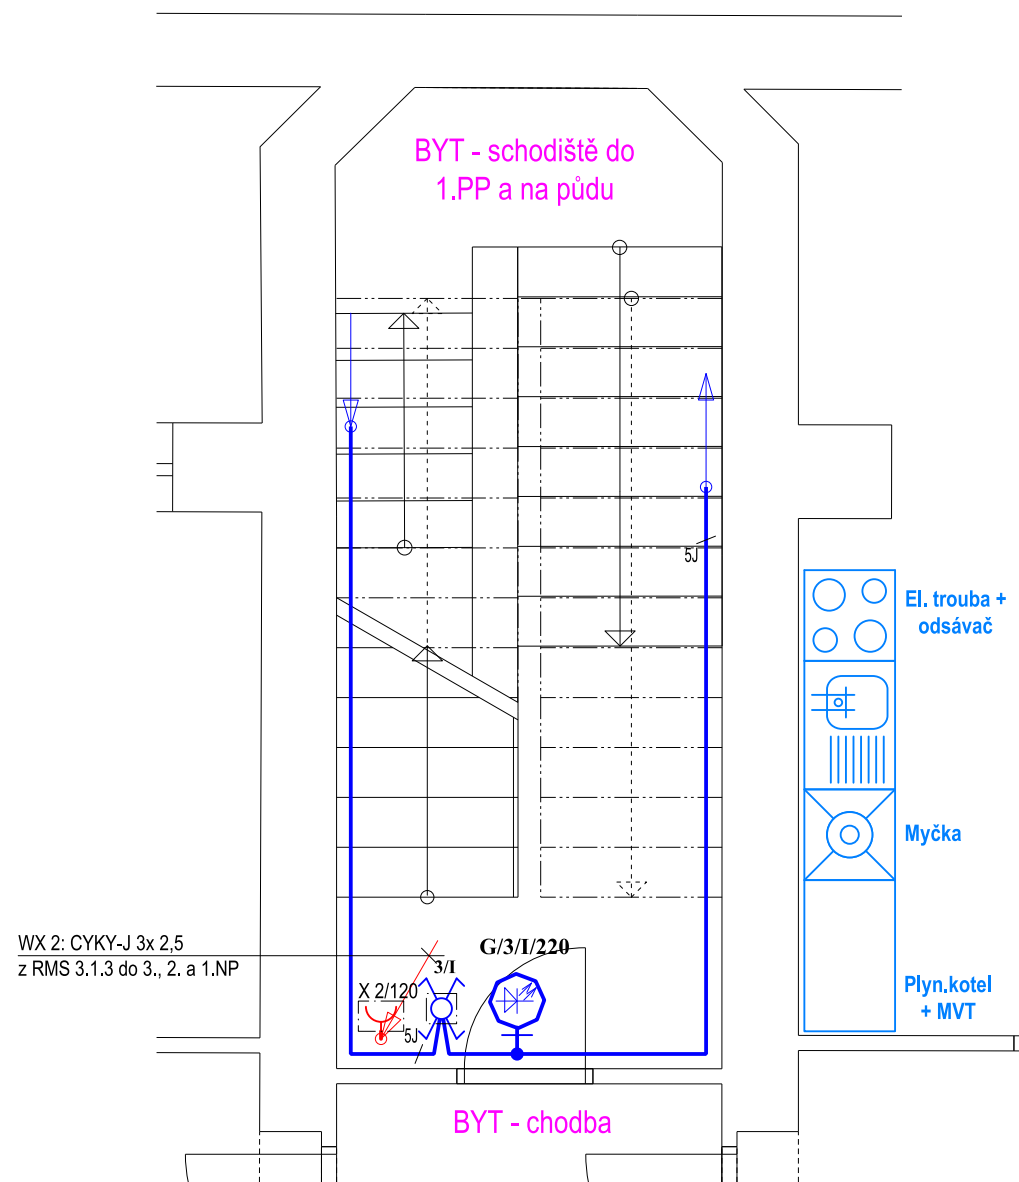 BYT - schodiště do
1.PP a na půdu
5J
El. trouba +
odsávač
Myčka
WX 2: CYKY-J 3x 2,5
z RMS 3.1.3 do 3., 2. a 1.NP
G/3/I/220
3/I
X 2/120
5J
Plyn.kotel
+ MVT
BYT - chodba